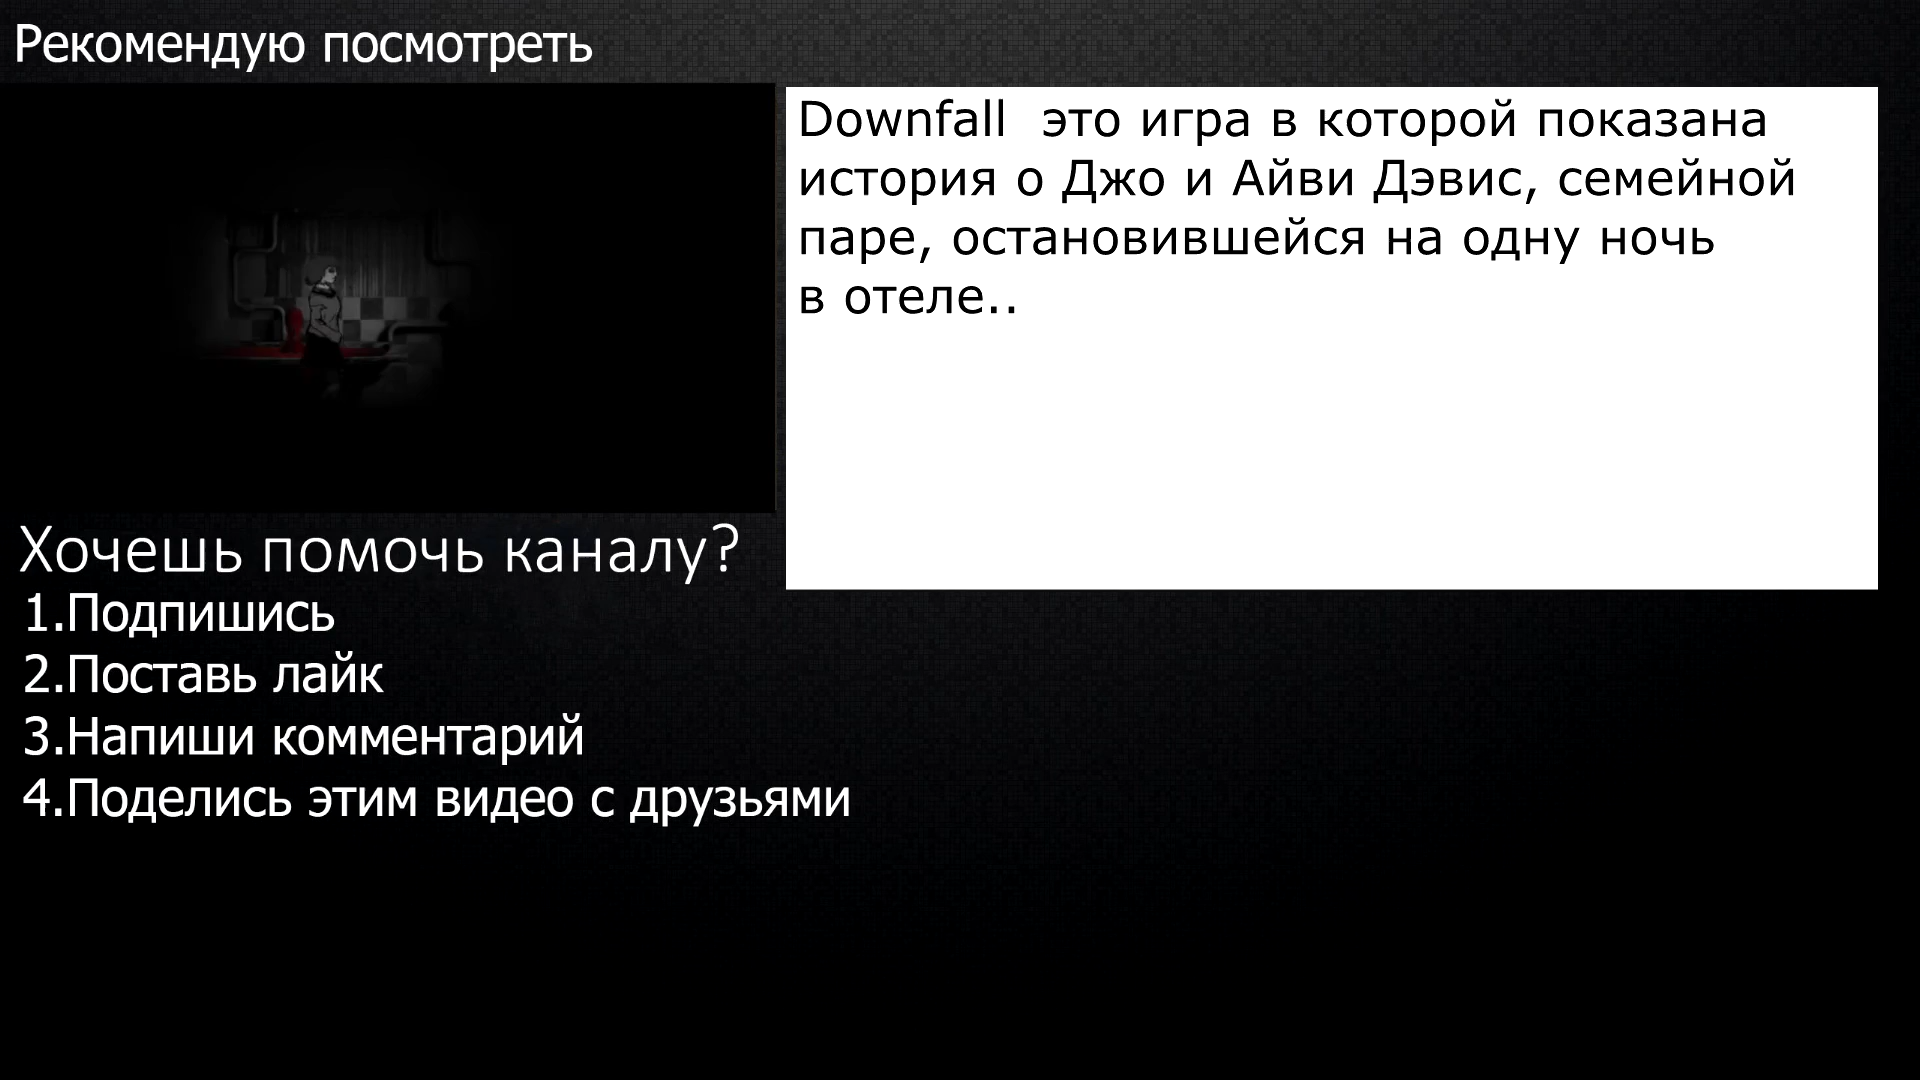 Рекомендую посмотреть
Downfall  это игра в которой показана
история о Джо и Айви Дэвис, семейной
паре, остановившейся на одну ночь
в отеле..
Хочешь помочь каналу?
1.Подпишись
2.Поставь лайк
3.Напиши комментарий
4.Поделись этим видео с друзьями